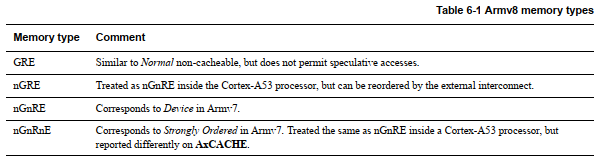 Table 6-1 Armv8 memory types
Memory type Comment
GRE Similar to Normal non-cacheable, but does not permit speculative accesses.
nGRE Treated as nGnRE inside the Cortex-A53 processor, but can be reordered by the external interconnect.
nGnRE Corresponds to Device in Armv7.
nGnRnE Corresponds to Strongly Ordered in Armv7. Treated the same as nGnRE inside a Cortex-A53 processor, but
reported differently on AxCACHE.